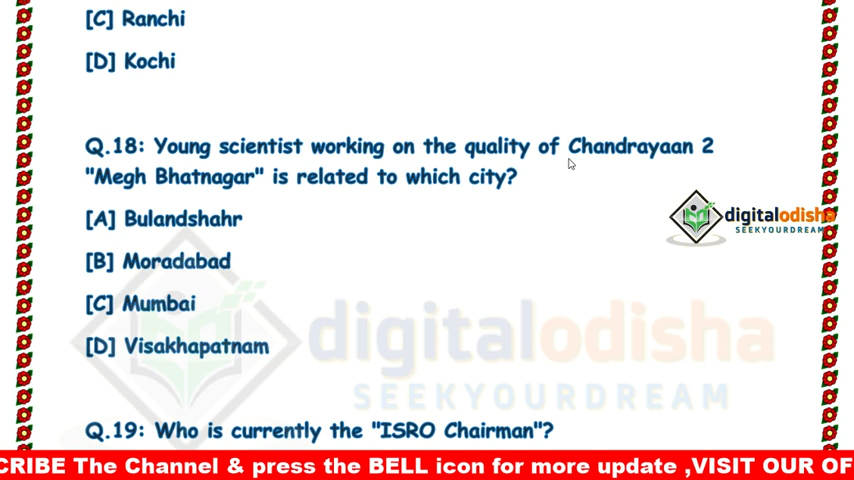 [C] Ranchi
[D] Kochi
Q.18: Young scientist working on the quality of Chandrayaan 2
"Megh Bhatnagar" is related to which city?
[A] Bulandshahr
digitalodisha
SEEKYOURDREAM
[B] Moradabad
[C] Mumbai
[D] Visakhapatnam
digitalodisha
SEEKYOURDREAM
Q.19: Who is currently the "ISRO Chairman"?
CRIBE The Channel & press the BELL icon for more update ,VISIT OUR OF